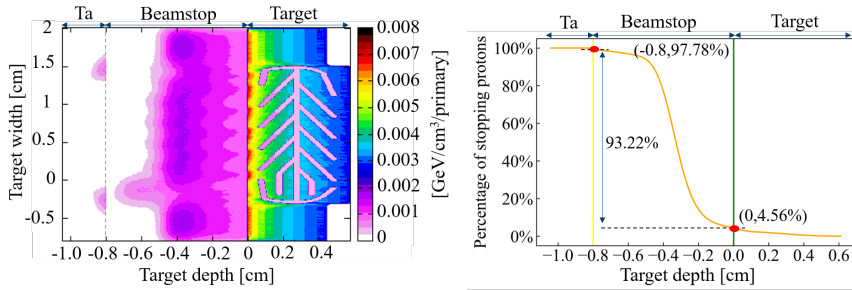 Ta Beamstop Target
2
1.5
1
0.5
0
-0.5
-1.0 -0.8 -0.6 -0.4 -0.2 0 0.2 0.4
Target width [cm]
Target depth [cm]
0.008
0.007
0.006
0.005
0.004
0.003
0.002
0.001
0
[GeV/cm³/primary]
Ta Beamstop Target
100%
80%
60%
40%
20%
0%
Percentage of stopping protons
(-0.8,97.78%)
93.22%
(0,4.56%)
−1.0 −0.8 −0.6 −0.4 −0.2 0.0 0.2 0.4 0.6
Target depth [cm]